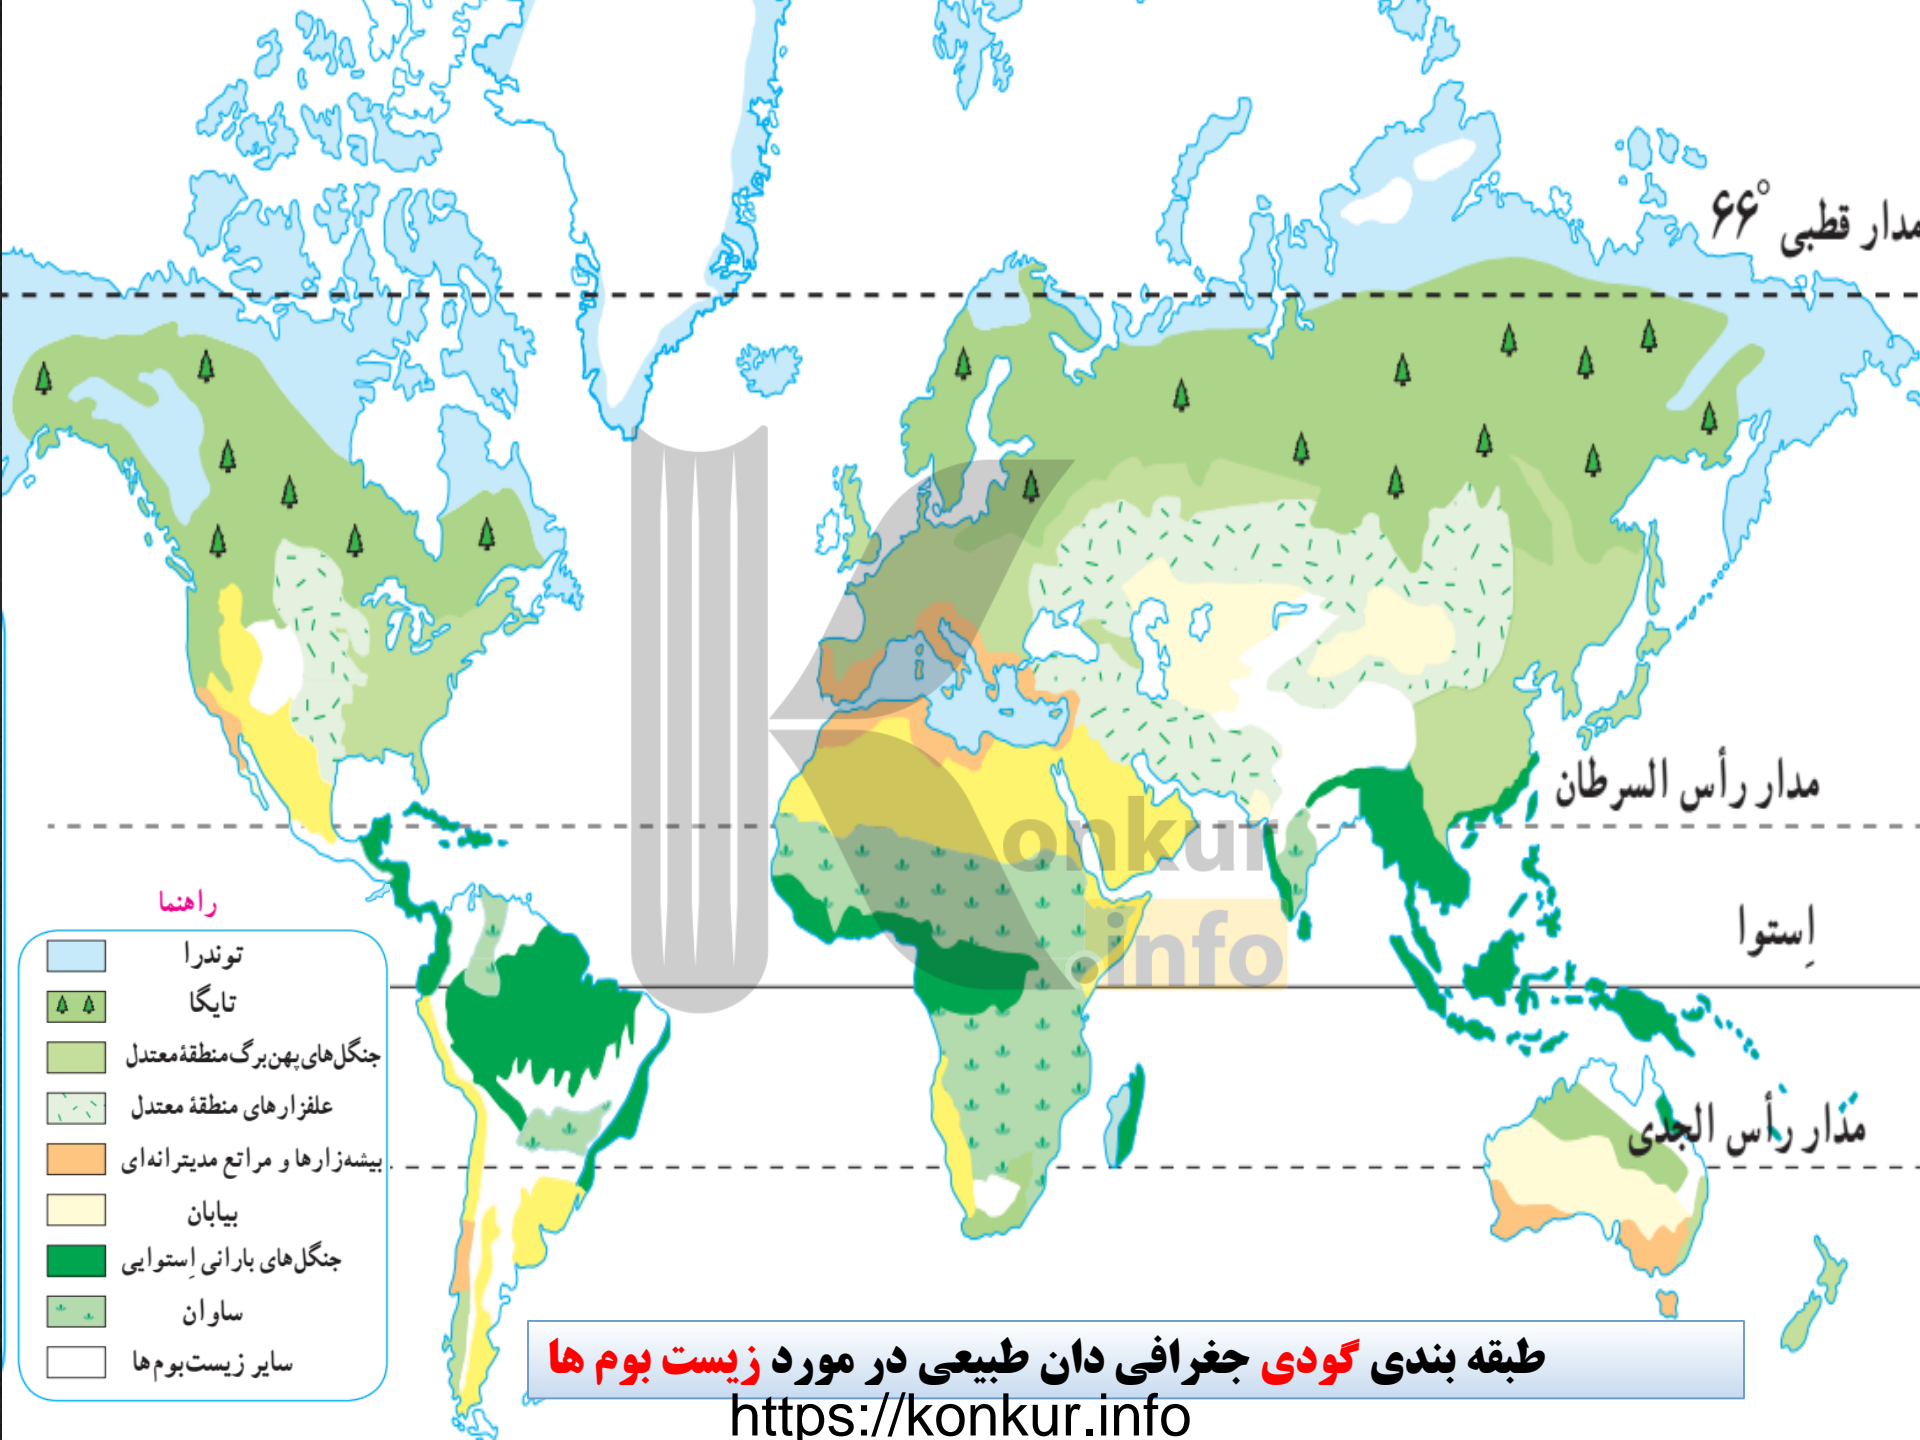 مدار قطبی ۶۶°
مدار رأس السرطان
اِستوا
مدار رأس الجدی
راهنما
توندرا
تایگا
جنگل‌های پهن‌برگ منطقهٔ معتدل
علفزارهای منطقهٔ معتدل
بیشه‌زارها و مراتع مدیترانه‌ای
بیابان
جنگل‌های بارانی اِستوایی
ساوان
سایر زیست‌بوم‌ها
onkur
.info
طبقه بندی گودی جغرافی دان طبیعی در مورد زیست بوم ها
https://konkur.info